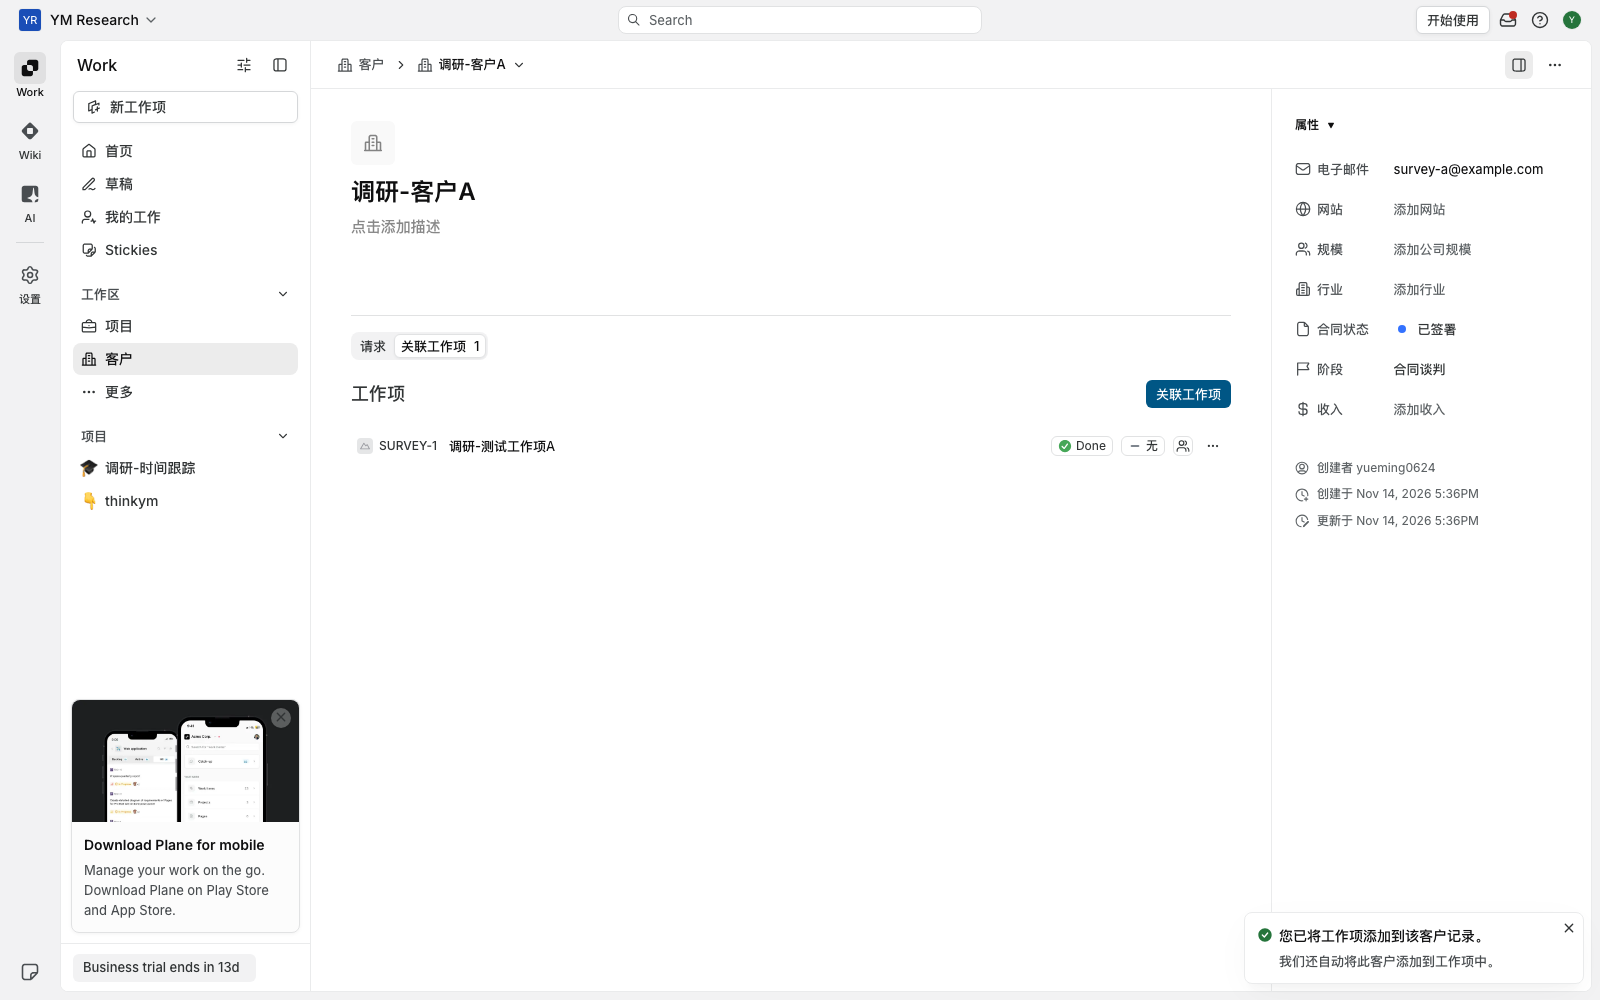 YR YM Research
Search
开始使用
Y
Work
Wiki
AI
设置
Work
新工作项
首页
草稿
我的工作
Stickies
工作区
项目
客户
更多
项目
调研-时间跟踪
thinkym
Download Plane for mobile
Manage your work on the go.
Download Plane on Play Store
and App Store.
Business trial ends in 13d
客户 调研-客户A
调研-客户A
点击添加描述
请求 关联工作项 1
工作项
关联工作项
SURVEY-1 调研-测试工作项A
Done
无
属性
电子邮件 survey-a@example.com
网站 添加网站
规模 添加公司规模
行业 添加行业
合同状态 已签署
阶段 合同谈判
收入 添加收入
创建者 yueming0624
创建于 Nov 14, 2026 5:36PM
更新于 Nov 14, 2026 5:36PM
您已将工作项添加到该客户记录。
我们还自动将此客户添加到工作项中。